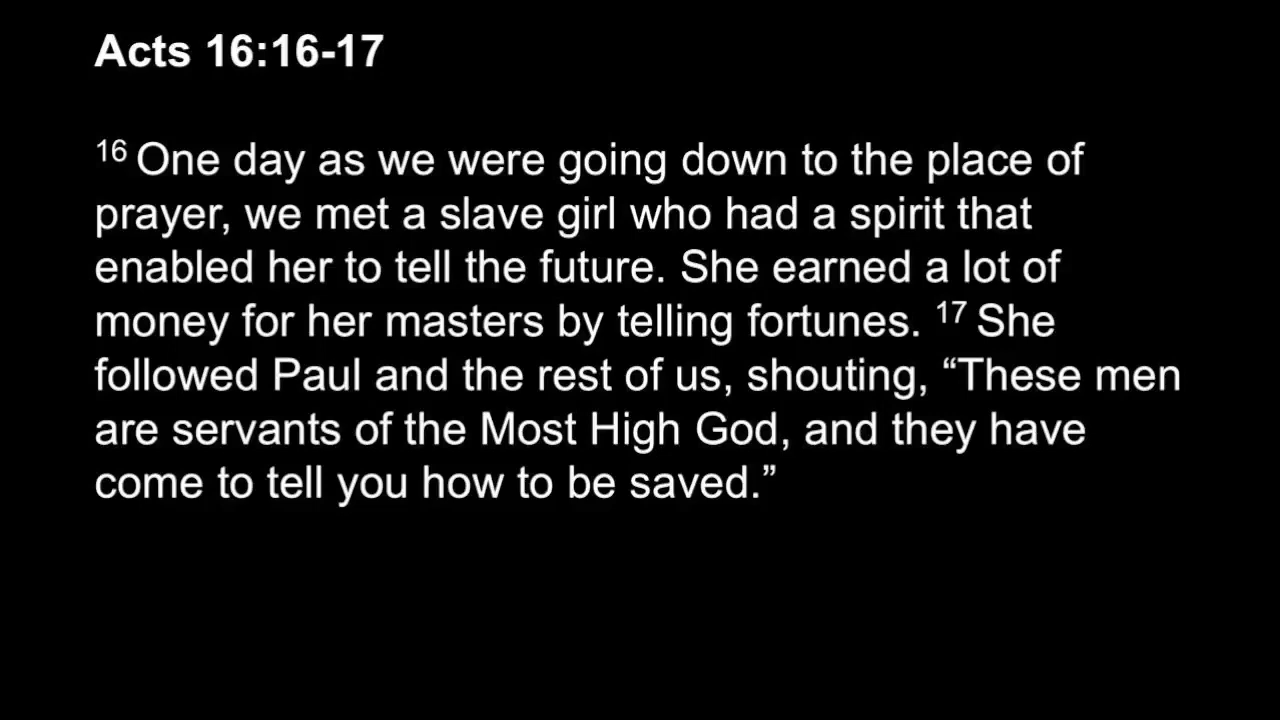 Acts 16:16-17
16 One day as we were going down to the place of
prayer, we met a slave girl who had a spirit that
enabled her to tell the future. She earned a lot of
money for her masters by telling fortunes. 17 She
followed Paul and the rest of us, shouting, “These men
are servants of the Most High God, and they have
come to tell you how to be saved.”